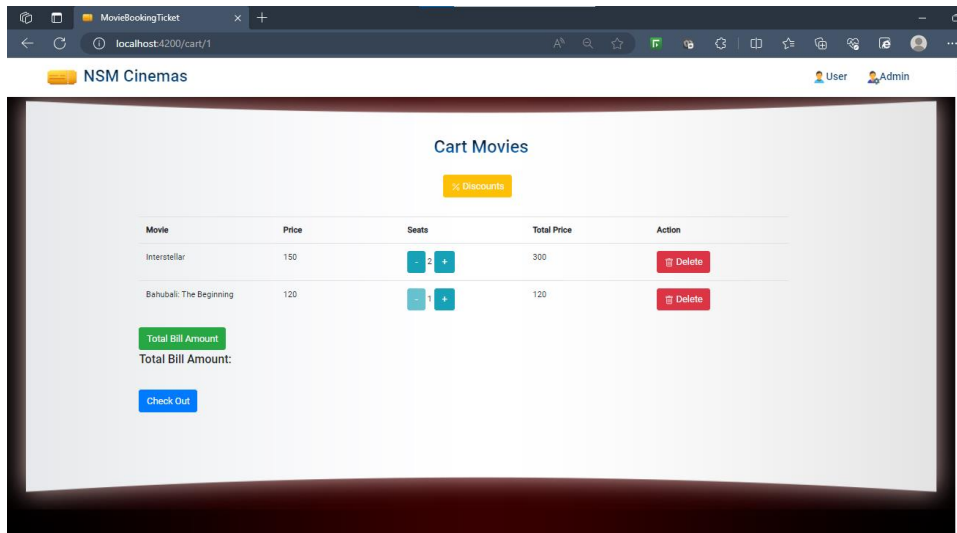 MovieBookingTicket
localhost:4200/cart/1
NSM Cinemas
User
Admin
Cart Movies
Discounts
Movie Price Seats Total Price Action
Interstellar 150 - 2 + 300 Delete
Bahubali: The Beginning 120 - 1 + 120 Delete
Total Bill Amount
Total Bill Amount:
Check Out